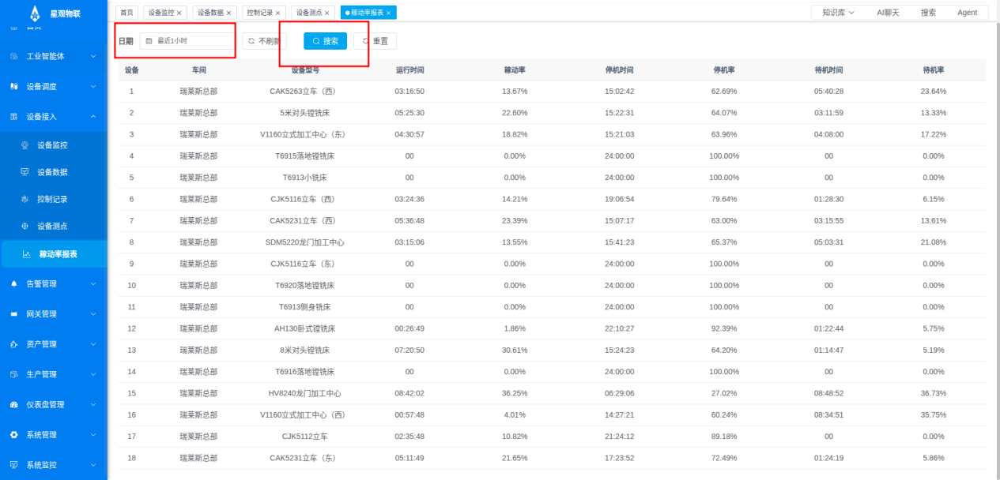 星观物联
首页 设备监控 × 设备数据 × 控制记录 × 设备测点 × 稼动率报表 ×
知识库 AI聊天 搜索 Agent
首页
工业智能体
设备调度
设备接入
设备监控
设备数据
控制记录
设备测点
稼动率报表
告警管理
网关管理
资产管理
生产管理
仪表盘管理
系统管理
系统监控
日期 最近1小时 不刷新 搜索 重置
设备 车间 设备型号 运行时间 稼动率 停机时间 停机率 待机时间 待机率
1 瑞莱斯总部 CAK5263立车（西） 03:16:50 13.67% 15:02:42 62.69% 05:40:28 23.64%
2 瑞莱斯总部 5米对头镗铣床 05:25:30 22.60% 15:22:31 64.07% 03:11:59 13.33%
3 瑞莱斯总部 V1160立式加工中心（东） 04:30:57 18.82% 15:21:03 63.96% 04:08:00 17.22%
4 瑞莱斯总部 T6915落地镗铣床 00 0.00% 24:00:00 100.00% 00 0.00%
5 瑞莱斯总部 T6913小铣床 00 0.00% 24:00:00 100.00% 00 0.00%
6 瑞莱斯总部 CJK5116立车（西） 03:24:36 14.21% 19:06:54 79.64% 01:28:30 6.15%
7 瑞莱斯总部 CAK5231立车（西） 05:36:48 23.39% 15:07:17 63.00% 03:15:55 13.61%
8 瑞莱斯总部 SDM5220龙门加工中心 03:15:06 13.55% 15:41:23 65.37% 05:03:31 21.08%
9 瑞莱斯总部 CJK5116立车（东） 00 0.00% 24:00:00 100.00% 00 0.00%
10 瑞莱斯总部 T6920落地镗铣床 00 0.00% 24:00:00 100.00% 00 0.00%
11 瑞莱斯总部 T6913侧身铣床 00 0.00% 24:00:00 100.00% 00 0.00%
12 瑞莱斯总部 AH130卧式镗铣床 00:26:49 1.86% 22:10:27 92.39% 01:22:44 5.75%
13 瑞莱斯总部 8米对头镗铣床 07:20:50 30.61% 15:24:23 64.20% 01:14:47 5.19%
14 瑞莱斯总部 T6916落地镗铣床 00 0.00% 24:00:00 100.00% 00 0.00%
15 瑞莱斯总部 HV8240龙门加工中心 08:42:02 36.25% 06:29:06 27.02% 08:48:52 36.73%
16 瑞莱斯总部 V1160立式加工中心（西） 00:57:48 4.01% 14:27:21 60.24% 08:34:51 35.75%
17 瑞莱斯总部 CJK5112立车 02:35:48 10.82% 21:24:12 89.18% 00 0.00%
18 瑞莱斯总部 CAK5231立车（东） 05:11:49 21.65% 17:23:52 72.49% 01:24:19 5.86%